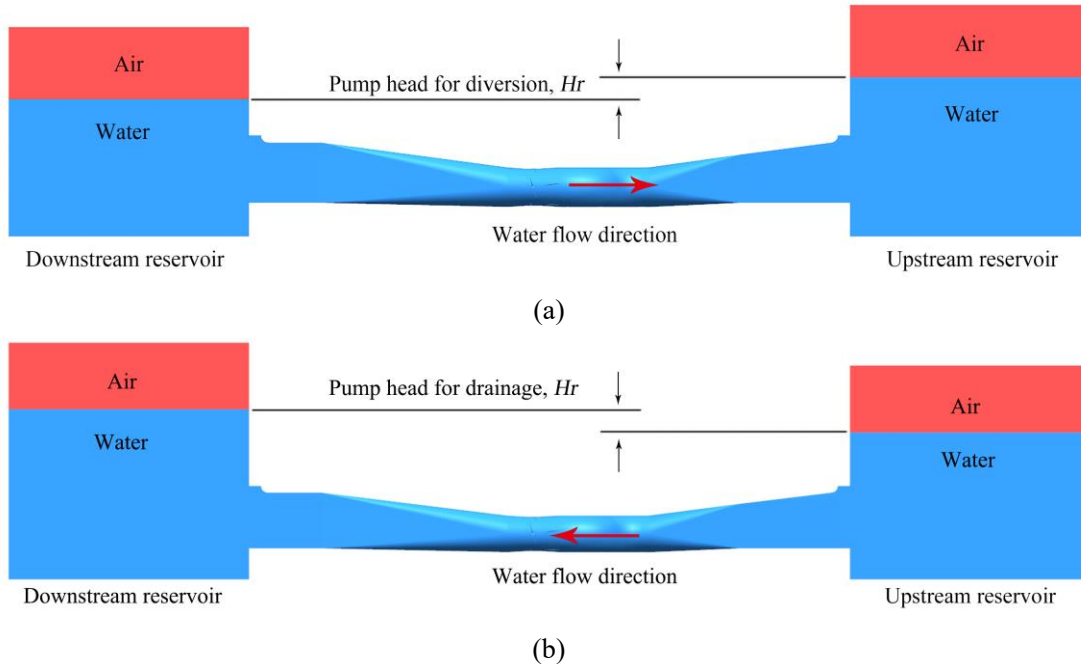 Air
Air
Pump head for diversion, Hr
Water
Water
Water flow direction
Downstream reservoir
Upstream reservoir
(a)
Air
Pump head for drainage, Hr
Air
Water
Water
Water flow direction
Downstream reservoir
Upstream reservoir
(b)